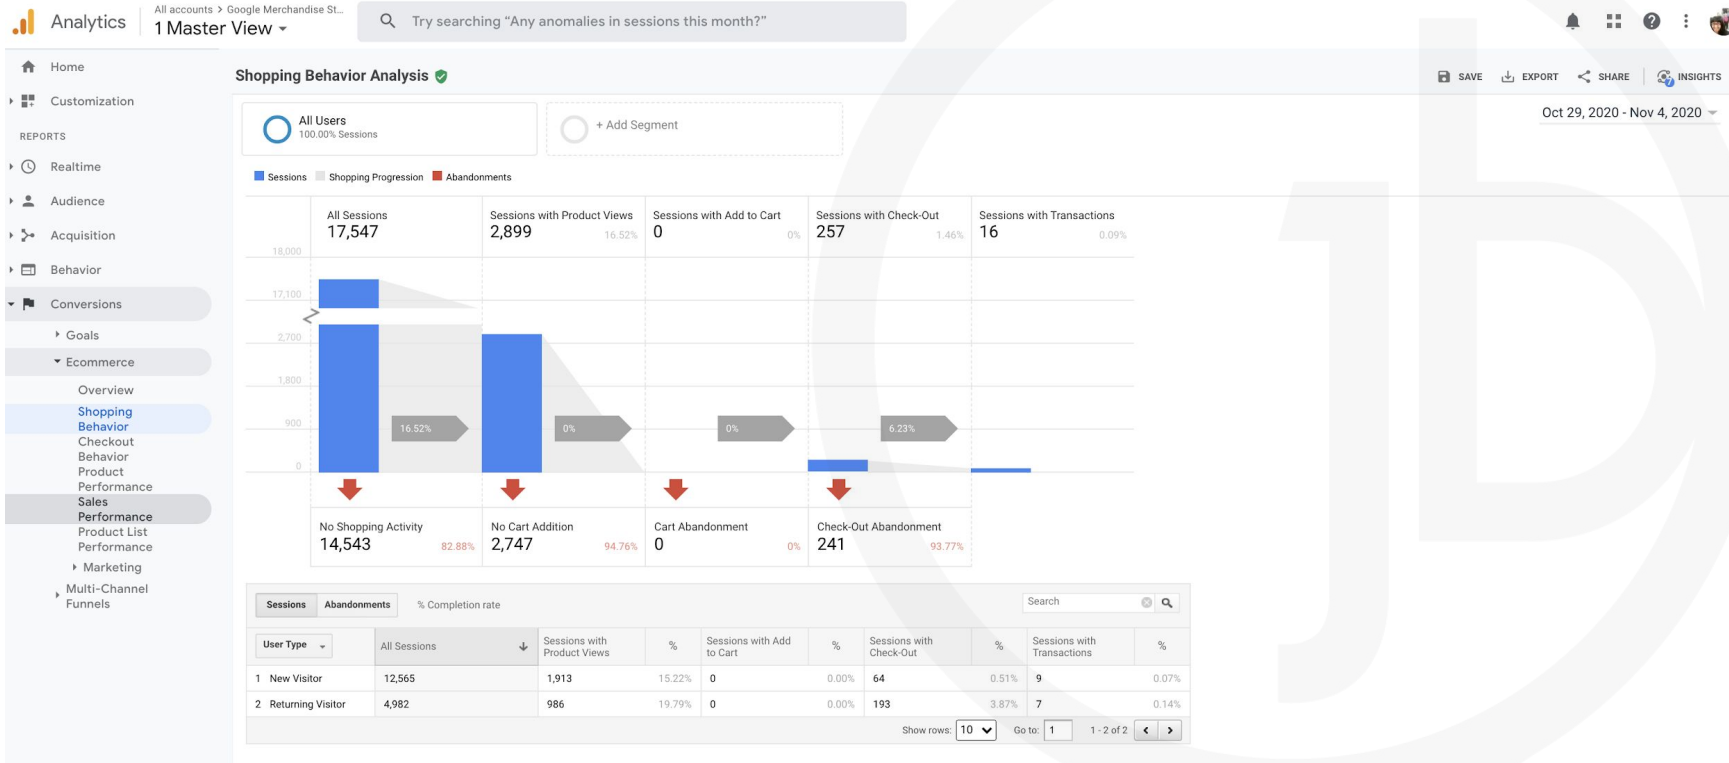 Analytics
All accounts > Google Merchandise St...
1 Master View
Try searching “Any anomalies in sessions this month?”
Home
Customization
REPORTS
Realtime
Audience
Acquisition
Behavior
Conversions
Goals
Ecommerce
Overview
Shopping
Behavior
Checkout
Behavior
Product
Performance
Sales
Performance
Product List
Performance
Marketing
Multi-Channel
Funnels
Shopping Behavior Analysis
SAVE EXPORT SHARE 7 INSIGHTS
Oct 29, 2020 - Nov 4, 2020
All Users
100.00% Sessions
+ Add Segment
Sessions Shopping Progression Abandonments
All Sessions
17,547
Sessions with Product Views
2,899 16.52%
Sessions with Add to Cart
0 0%
Sessions with Check-Out
257 1.46%
Sessions with Transactions
16 0.09%
18,000
17,100
2,700
1,800
900
0
16.52% 0% 0% 6.23%
No Shopping Activity
14,543 82.88%
No Cart Addition
2,747 94.76%
Cart Abandonment
0 0%
Check-Out Abandonment
241 93.77%
Sessions Abandonments % Completion rate
Search
User Type All Sessions Sessions with Product Views % Sessions with Add to Cart % Sessions with Check-Out % Sessions with Transactions %
1 New Visitor 12,565 1,913 15.22% 0 0.00% 64 0.51% 9 0.07%
2 Returning Visitor 4,982 986 19.79% 0 0.00% 193 3.87% 7 0.14%
Show rows: 10 Go to: 1 1 - 2 of 2